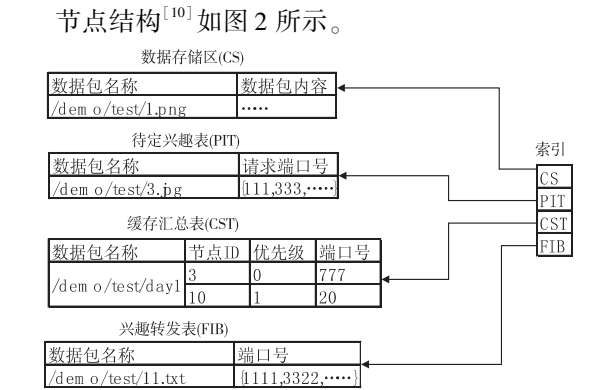 节点结构[10]如图 2 所示。
数据存储区(CS)
数据包名称 数据包内容
/demo/test/1.png ·····
待定兴趣表(PIT)
数据包名称 请求端口号
/demo/test/3.jpg {111,333,·····}
缓存汇总表(CST)
数据包名称 节点ID 优先级 端口号
/demo/test/day1
3 0 777
10 1 20
兴趣转发表(FIB)
数据包名称 端口号
/demo/test/11.txt {1111,3322,·····}
索引
CS
PIT
CST
FIB